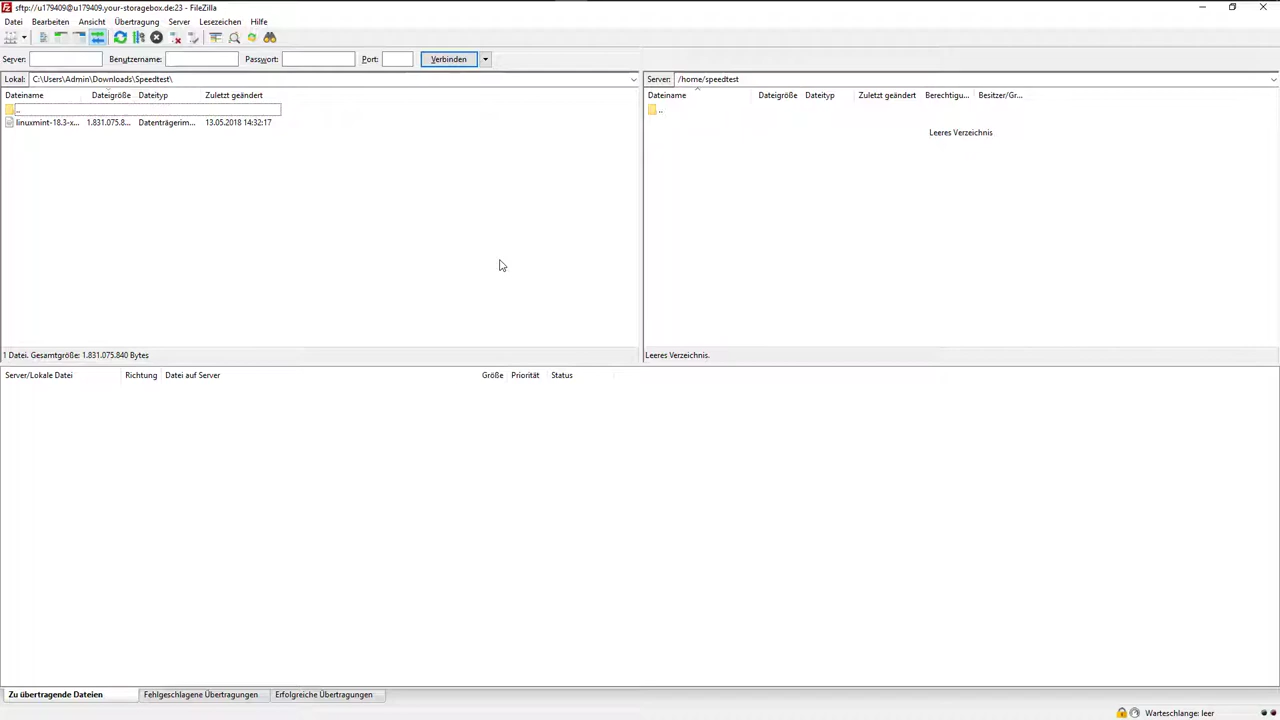 sftp://u179409@u179409.your-storagebox.de:23 - FileZilla
Datei Bearbeiten Ansicht Übertragung Server Lesezeichen Hilfe
Server: Benutzername: Passwort: Port: Verbinden
Lokal: C:\Users\Admin\Downloads\Speedtest\
Dateiname Dateigröße Dateityp Zuletzt geändert
..
linuxmint-18.3-x... 1.831.075.8... Datenträgerim... 13.05.2018 14:32:17
1 Datei. Gesamtgröße: 1.831.075.840 Bytes
Server: /home/speedtest
Dateiname Dateigröße Dateityp Zuletzt geändert Berechtigu... Besitzer/Gr...
..
Leeres Verzeichnis
Leeres Verzeichnis.
Server/Lokale Datei Richtung Datei auf Server Größe Priorität Status
Zu übertragende Dateien Fehlgeschlagene Übertragungen Erfolgreiche Übertragungen
Warteschlange: leer